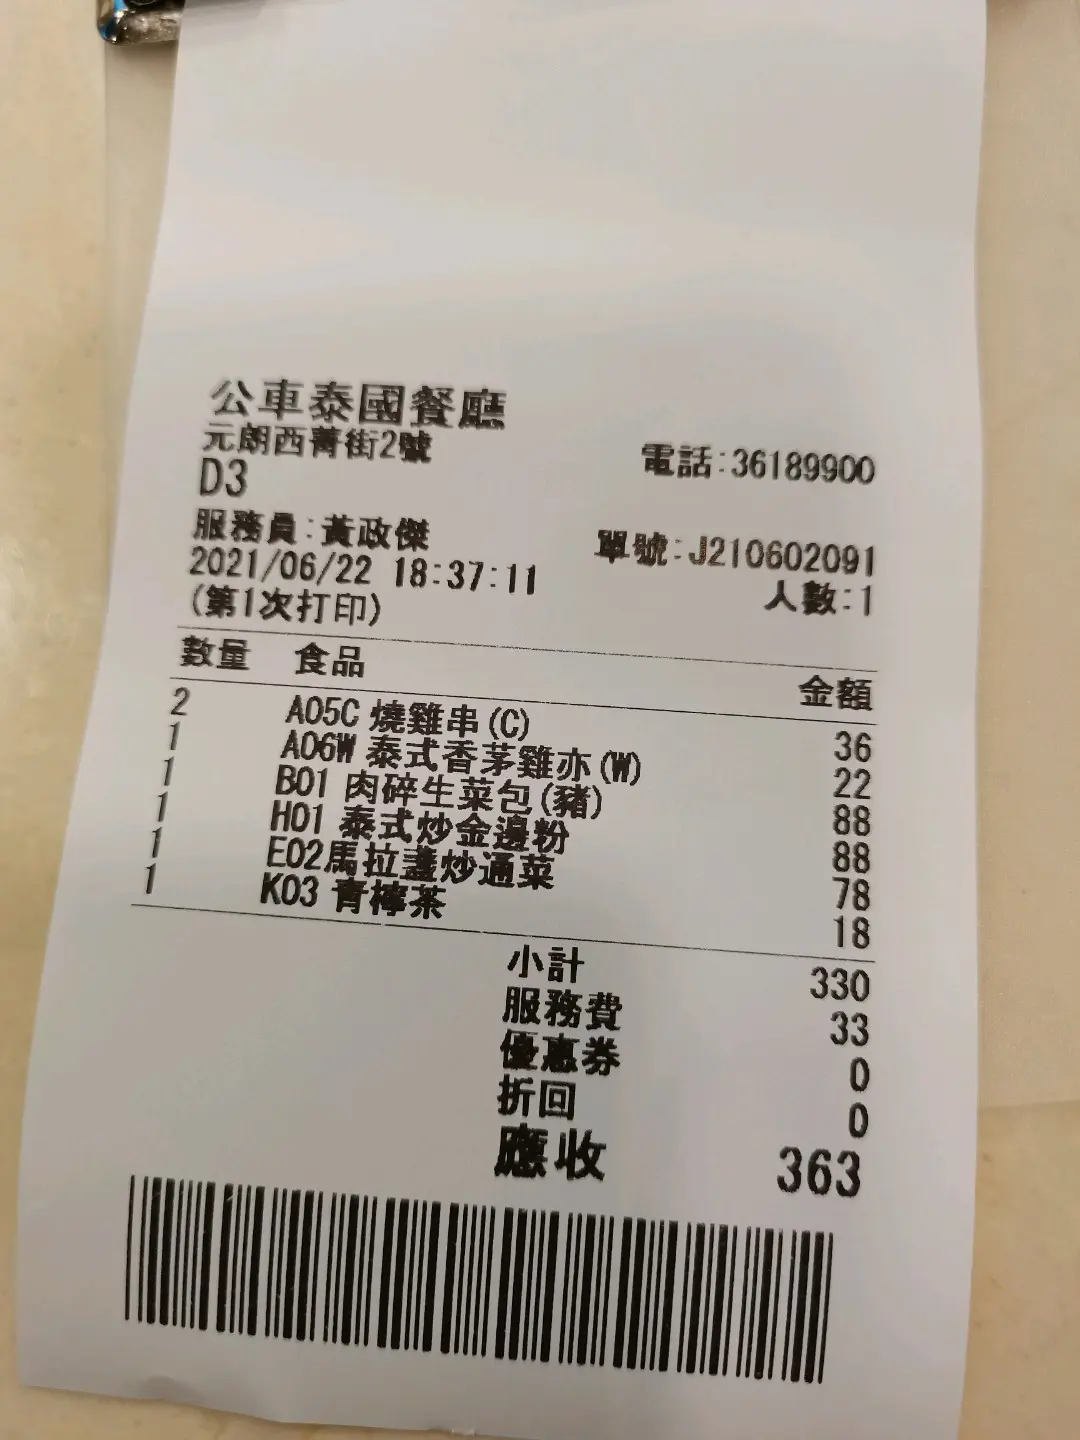 公車泰國餐廳
元朗西菁街2號
電話:36189900
D3
服務員:黃政傑
單號:J210602091
2021/06/22 18:37:11
人數:1
(第1次打印)
數量 食品 金額
2 A05C 燒雞串(C) 36
1 A06W 泰式香茅雞亦(W) 22
1 B01 肉碎生菜包(豬) 88
1 H01 泰式炒金邊粉 88
1 E02馬拉盞炒通菜 78
1 K03 青檸茶 18
小計 330
服務費 33
優惠券 0
折回 0
應收 363